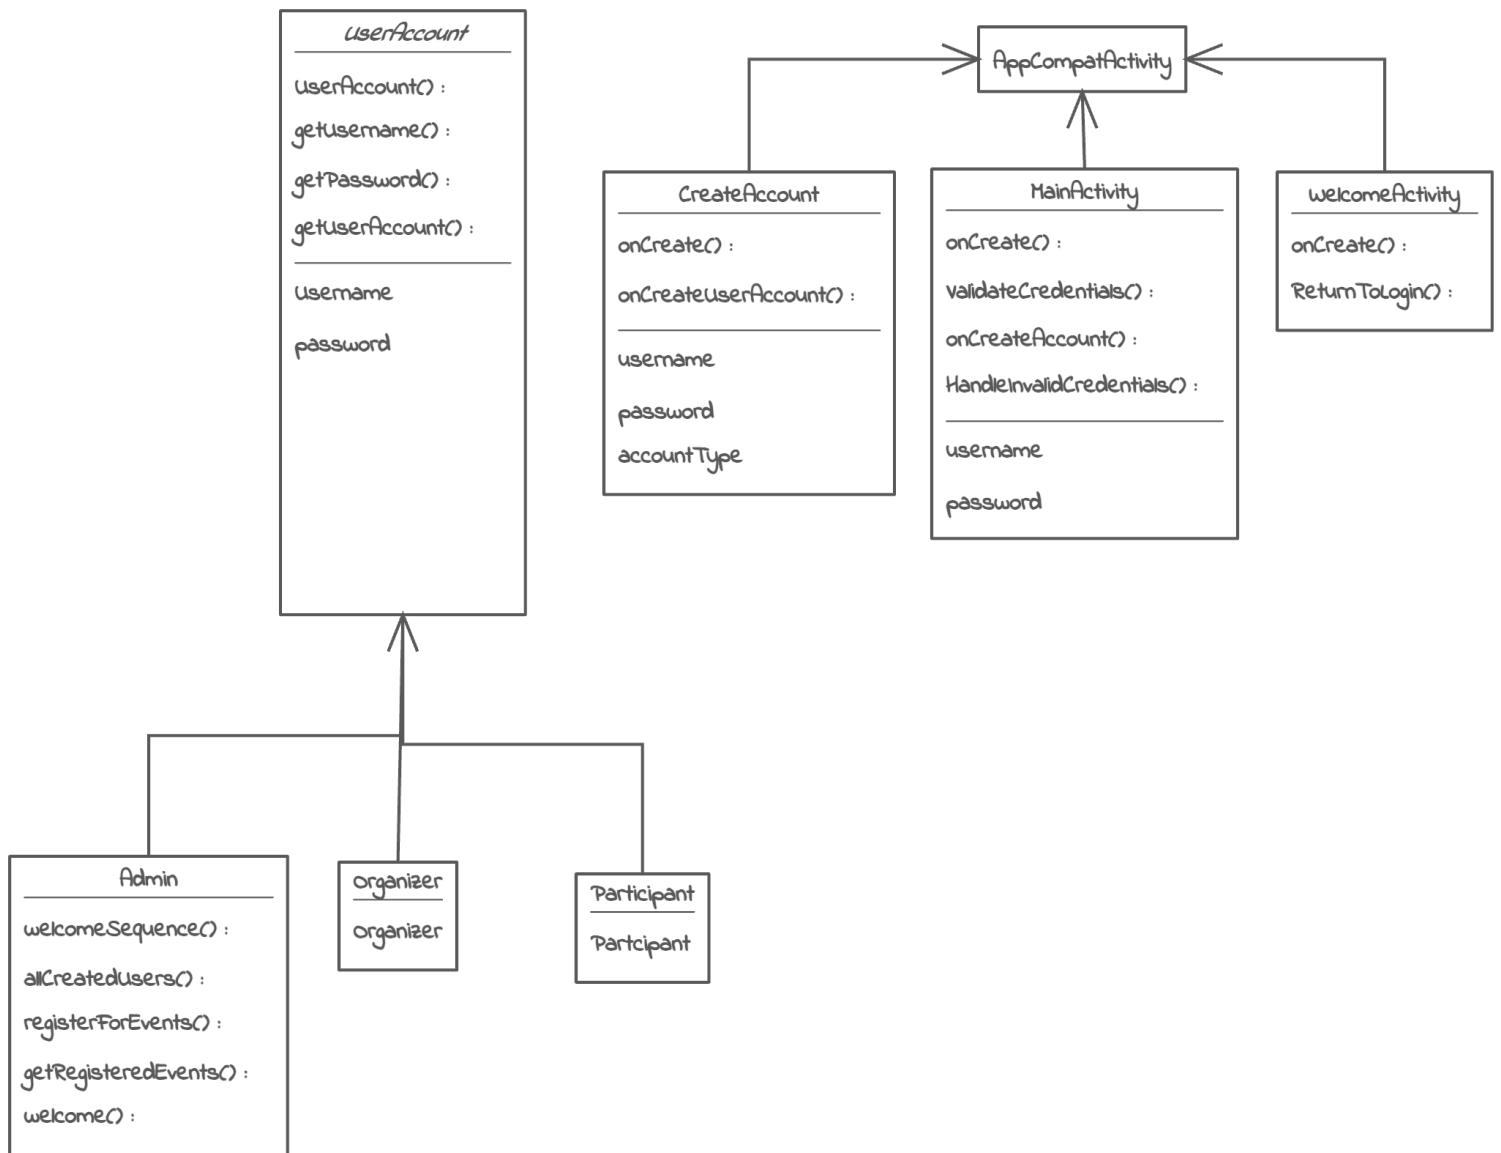 UserAccount
UserAccount() :
getUsername() :
getPassword() :
getUserAccount() :
Username
password
AppCompatActivity
CreateAccount
onCreate() :
onCreateUserAccount() :
username
password
accountType
MainActivity
onCreate() :
validateCredentials() :
onCreateAccount() :
HandleInvalidCredentials() :
username
password
WelcomeActivity
onCreate() :
ReturnToLogin() :
Admin
welcomeSequence() :
allCreatedUsers() :
registerForEvents() :
getRegisteredEvents() :
welcome() :
Organizer
Organizer
Participant
Partcipant